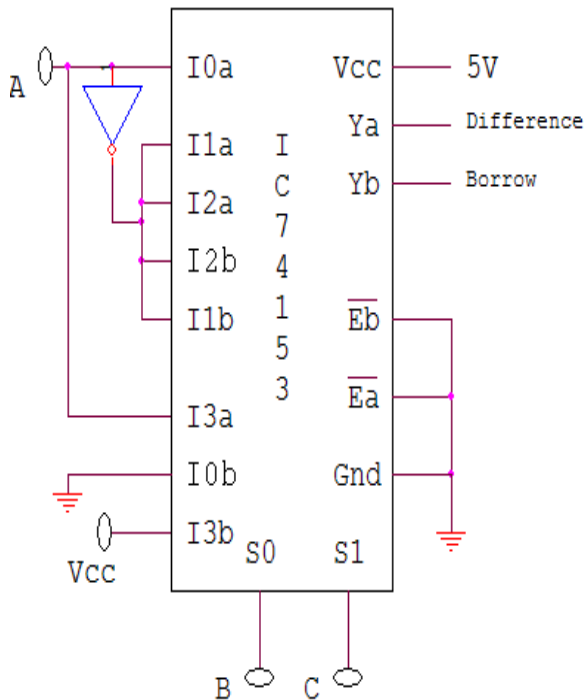 A
I0a
Vcc
5V
I1a
I
Ya
Difference
I2a
C
Yb
Borrow
7
I2b
4
I1b
1
Eb
5
3
Ea
I3a
I0b
Gnd
Vcc
I3b
S0
S1
B
C